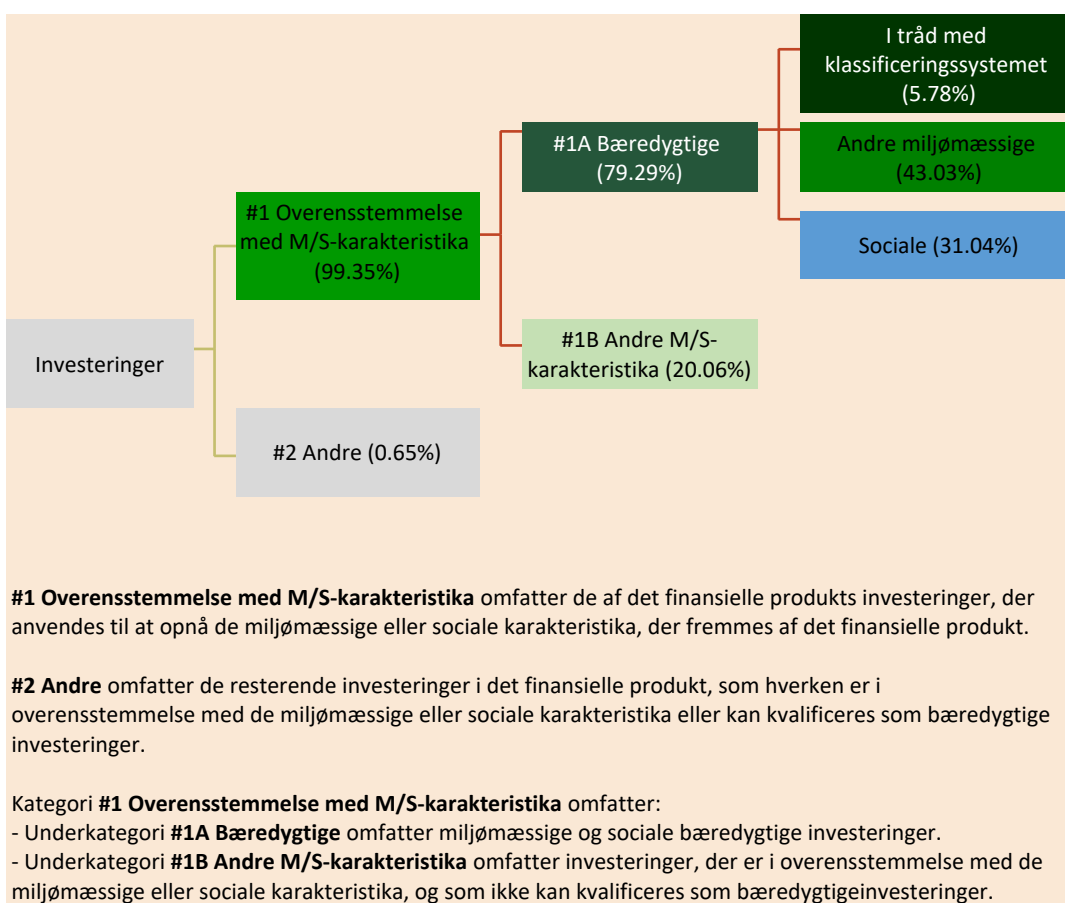 I tråd med
klassificeringssystemet
(5.78%)
#1A Bæredygtige
(79.29%)
Andre miljømæssige
(43.03%)
#1 Overensstemmelse
med M/S-karakteristika
(99.35%)
Sociale (31.04%)
Investeringer
#1B Andre M/S-
karakteristika (20.06%)
#2 Andre (0.65%)
#1 Overensstemmelse med M/S-karakteristika omfatter de af det finansielle produkts investeringer, der
anvendes til at opnå de miljømæssige eller sociale karakteristika, der fremmes af det finansielle produkt.
#2 Andre omfatter de resterende investeringer i det finansielle produkt, som hverken er i
overensstemmelse med de miljømæssige eller sociale karakteristika eller kan kvalificeres som bæredygtige
investeringer.
Kategori #1 Overensstemmelse med M/S-karakteristika omfatter:
- Underkategori #1A Bæredygtige omfatter miljømæssige og sociale bæredygtige investeringer.
- Underkategori #1B Andre M/S-karakteristika omfatter investeringer, der er i overensstemmelse med de
miljømæssige eller sociale karakteristika, og som ikke kan kvalificeres som bæredygtigeinvesteringer.